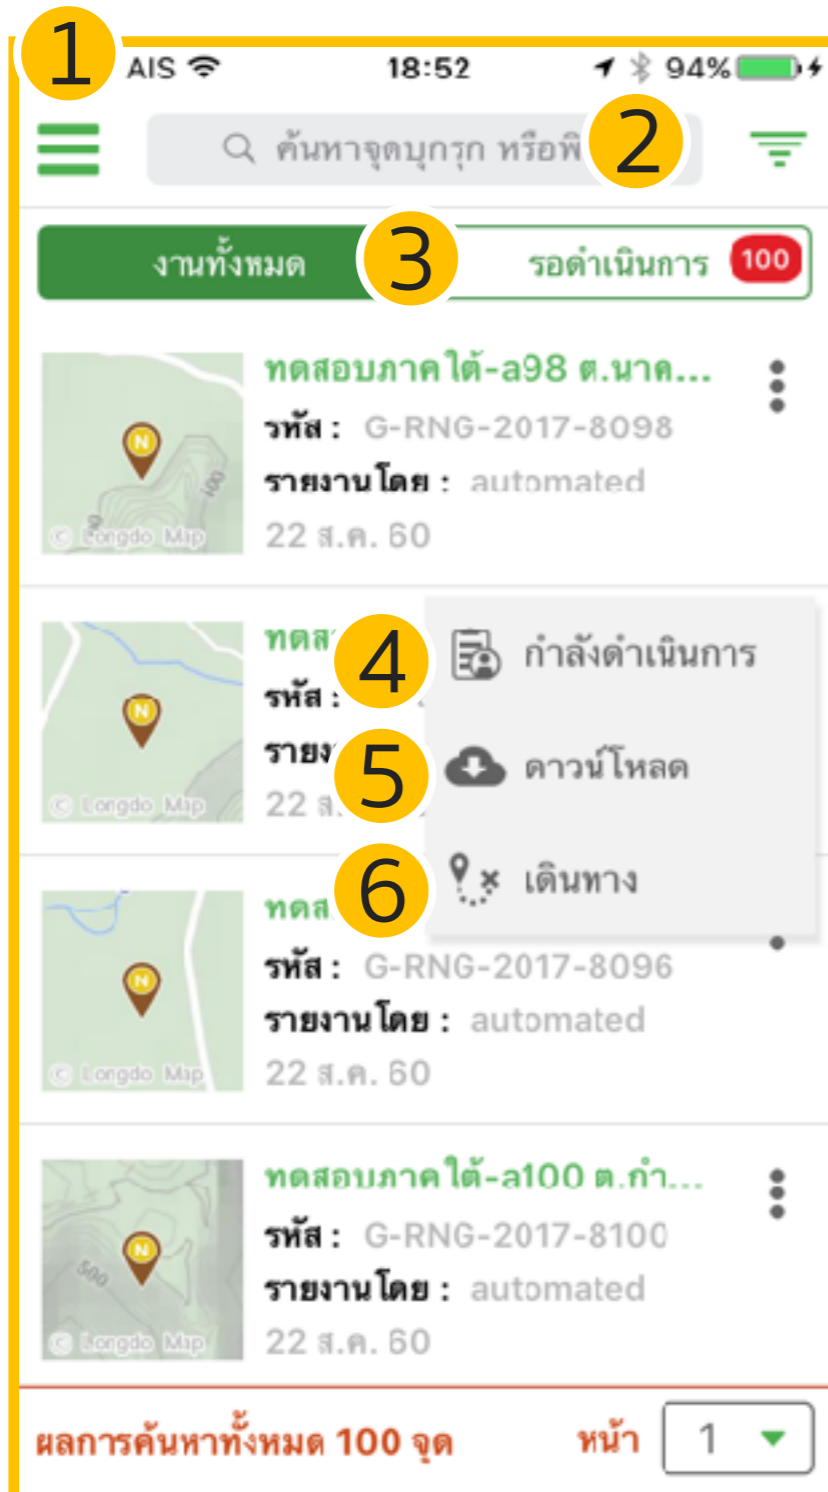 1
AIS 18:52 94%
ค้นหาจุดบุกรุก หรือพิ
2
งานทั้งหมด 3 รอดำเนินการ 100
ทดสอบภาคใต้-a98 ต.นาค...
รหัส : G-RNG-2017-8098
รายงานโดย : automated
22 ส.ค. 60
100
© Longdo Map
4 กำลังดำเนินการ
รหัส :
5 ดาวน์โหลด
22 ส.
© Longdo Map
6 เดินทาง
รหัส : G-RNG-2017-8096
รายงานโดย : automated
22 ส.ค. 60
© Longdo Map
ทดสอบภาคใต้-a100 ต.กำ...
รหัส : G-RNG-2017-8100
รายงานโดย : automated
22 ส.ค. 60
500
© Longdo Map
ผลการค้นหาทั้งหมด 100 จุด หน้า 1